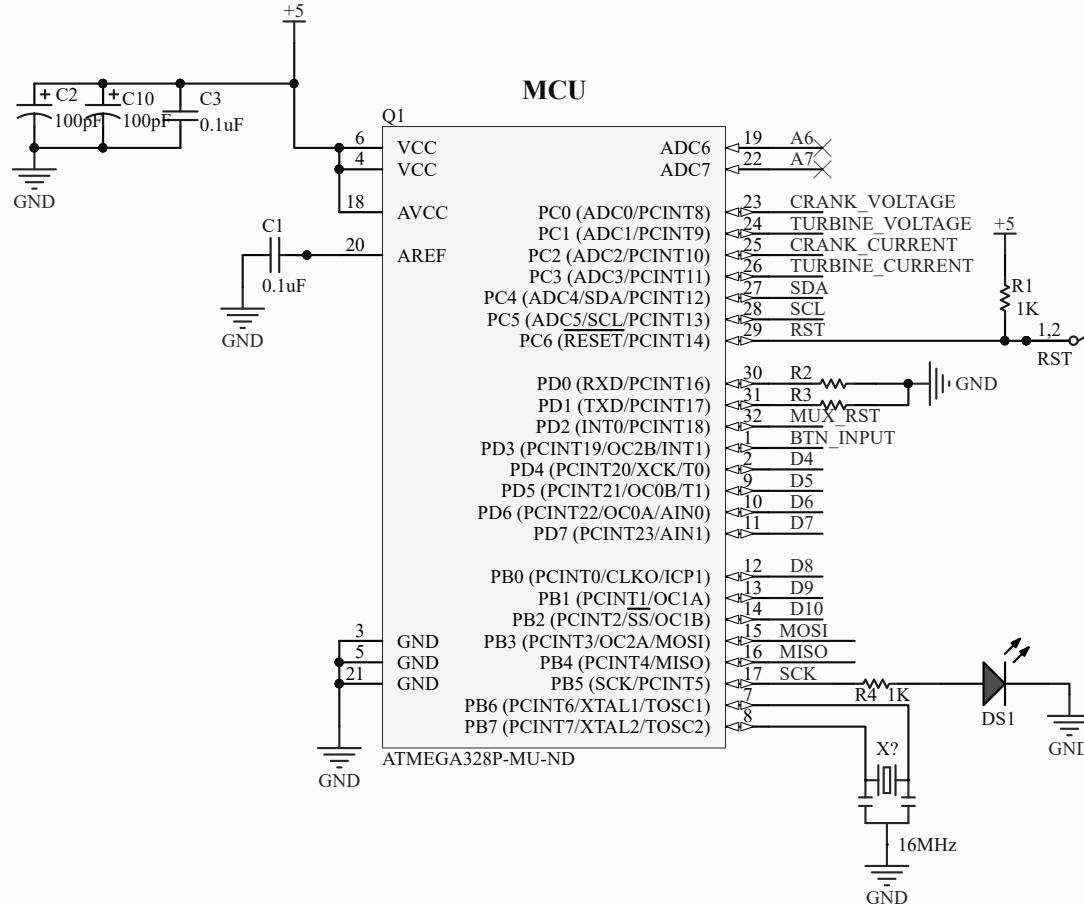 +5
C2
100pF
C10
100pF
C3
0.1uF
GND
MCU
Q1
6 VCC
4 VCC
18 AVCC
20 AREF
C1
0.1uF
GND
3 GND
5 GND
21 GND
GND
ADC6 19 A6
ADC7 22 A7
PC0 (ADC0/PCINT8) 23 CRANK_VOLTAGE
PC1 (ADC1/PCINT9) 24 TURBINE_VOLTAGE
PC2 (ADC2/PCINT10) 25 CRANK_CURRENT
PC3 (ADC3/PCINT11) 26 TURBINE_CURRENT
PC4 (ADC4/SDA/PCINT12) 27 SDA
PC5 (ADC5/SCL/PCINT13) 28 SCL
PC6 (RESET/PCINT14) 29 RST
+5
R1
1K
1,2
RST
PD0 (RXD/PCINT16) 30 R2
PD1 (TXD/PCINT17) 31 R3
GND
PD2 (INT0/PCINT18) 32 MUX_RST
PD3 (PCINT19/OC2B/INT1) 1 BTN_INPUT
PD4 (PCINT20/XCK/T0) 2 D4
PD5 (PCINT21/OC0B/T1) 9 D5
PD6 (PCINT22/OC0A/AIN0) 10 D6
PD7 (PCINT23/AIN1) 11 D7
PB0 (PCINT0/CLKO/ICP1) 12 D8
PB1 (PCINT1/OC1A) 13 D9
PB2 (PCINT2/SS/OC1B) 14 D10
PB3 (PCINT3/OC2A/MOSI) 15 MOSI
PB4 (PCINT4/MISO) 16 MISO
PB5 (SCK/PCINT5) 17 SCK
PB6 (PCINT6/XTAL1/TOSC1) 7
PB7 (PCINT7/XTAL2/TOSC2) 8
R4 1K
DS1
GND
ATMEGA328P-MU-ND
X?
16MHz
GND